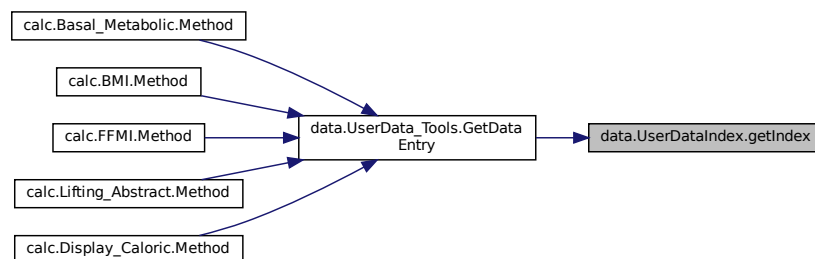 calc.Basal_Metabolic.Method
calc.BMI.Method
calc.FFMI.Method
calc.Lifting_Abstract.Method
calc.Display_Caloric.Method
data.UserData_Tools.GetData
Entry
data.UserDataIndex.getIndex